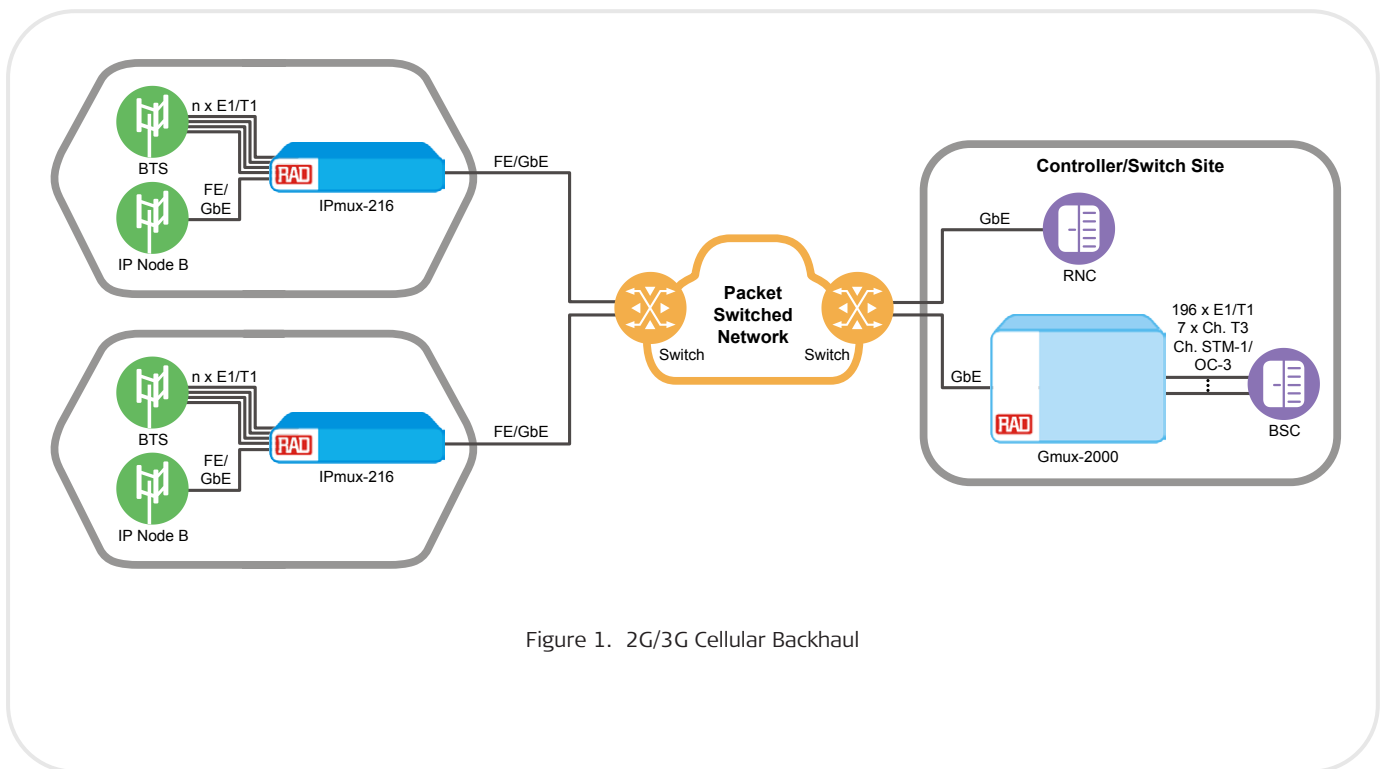 n x E1/T1
BTS
FE/
GbE
IP Node B
RAD
IPmux-216
FE/GbE
n x E1/T1
BTS
FE/
GbE
IP Node B
RAD
IPmux-216
FE/GbE
Packet
Switched
Network
Switch
Switch
Controller/Switch Site
GbE
RNC
GbE
RAD
Gmux-2000
196 x E1/T1
7 x Ch. T3
Ch. STM-1/
OC-3
BSC
Figure 1. 2G/3G Cellular Backhaul